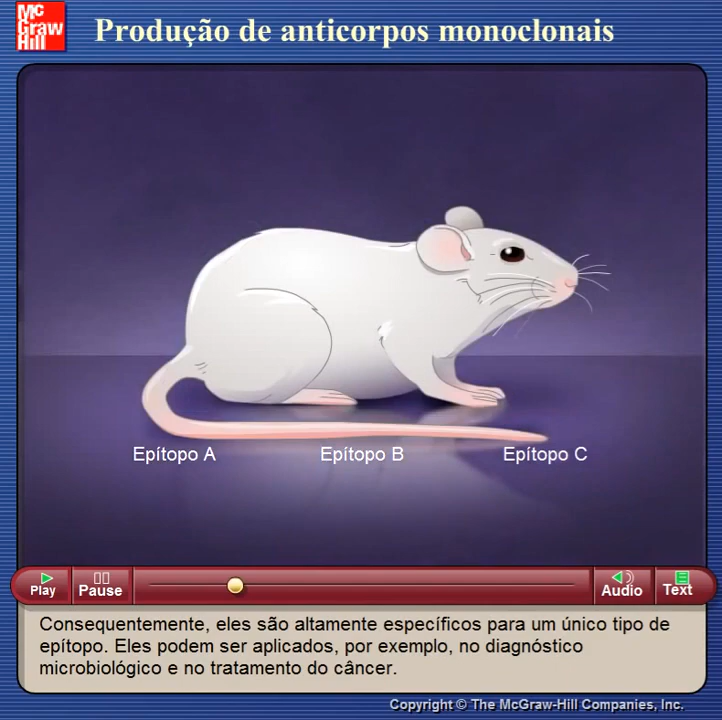 Mc
Graw
Hill
Produção de anticorpos monoclonais
Epítopo A Epítopo B Epítopo C
Play Pause Audio Text
Consequentemente, eles são altamente específicos para um único tipo de
epítopo. Eles podem ser aplicados, por exemplo, no diagnóstico
microbiológico e no tratamento do câncer.
Copyright © The McGraw-Hill Companies, Inc.